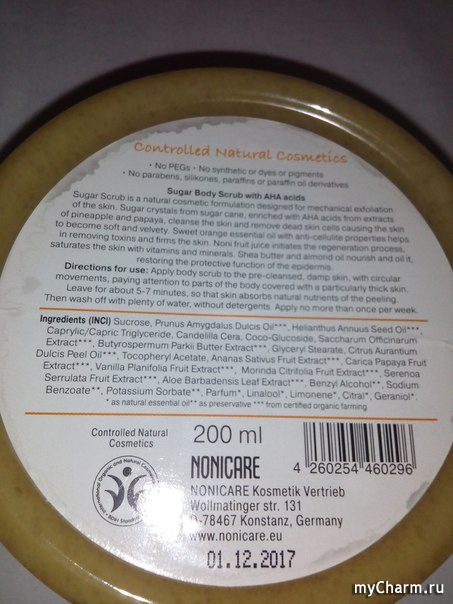 Controlled Natural Cosmetics
· No PEGs · No synthetic or dyes or pigments
· No parabens, silikones, paraffins or paraffin oil derivatives
Sugar Body Scrub with AHA acids
Sugar Scrub is a natural cosmetic formulation designed for mechanical exfoliation
of the skin. Sugar crystals from sugar cane, enriched with AHA acids from extracts
of pineapple and papaya, cleanse the skin and remove dead skin cells causing the skin
to become soft and velvety. Sweet orange essential oil with anti-cellulite properties helps
in removing toxins and firms the skin. Noni fruit juice initiates the regeneration process,
saturates the skin with vitamins and minerals. Shea butter and almond oil nourish and oil it,
restoring the protective function of the epidermis.
Directions for use: Apply body scrub to the pre-cleansed, damp skin, with circular
movements, paying attention to parts of the body covered with a particularly thick skin.
Leave for about 5-7 minutes, so that skin absorbs natural nutrients of the peeling.
Then wash off with plenty of water, without detergents. Apply no more than once per week.
Ingredients (INCI) Sucrose, Prunus Amygdalus Dulcis Oil***, Helianthus Annuus Seed Oil***,
Caprylic/Capric Triglyceride, Candelilla Cera, Coco-Glucoside, Saccharum Officinarum
Extract***, Butyrospermum Parkii Butter Extract***, Glyceryl Stearate, Citrus Aurantium
Dulcis Peel Oil***, Tocopheryl Acetate, Ananas Sativus Fruit Extract***, Carica Papaya Fruit
Extract***, Vanilla Planifolia Fruit Extract***, Morinda Citrifolia Fruit Extract***, Serenoa
Serrulata Fruit Extract***, Aloe Barbadensis Leaf Extract***, Benzyl Alcohol**, Sodium
Benzoate**, Potassium Sorbate**, Parfum*, Linalool*, Limonene*, Citral*, Geraniol*.
* as natural essential oil** as preservative *** from certified organic farming
Controlled Natural
Cosmetics
200 ml
4 260254 460296
NONICARE
NONICARE Kosmetik Vertrieb
Wollmatinger str. 131
D-78467 Konstanz, Germany
www.nonicare.eu
01.12.2017
myCharm.ru